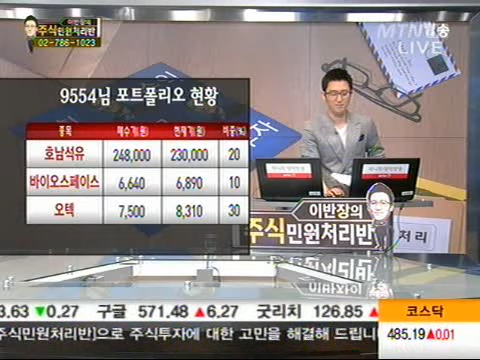 이반장의
주식민원처리반
02-786-1023
MTN방송
LIVE
9554님 포트폴리오 현황
종목 매수가(원) 현재가(원) 비중(%)
호남석유 248,000 230,000 20
바이오스페이스 6,640 6,890 10
오텍 7,500 8,310 30
이반장의
주식민원처리반
처리
3.63 ▼0.27 구글 571.48 ▲6.27 굿리치 126.85 ▲
코스닥
주식민원처리반]으로 주식투자에 대한 고민을 해결해 드립니
485.19 ▲0.01